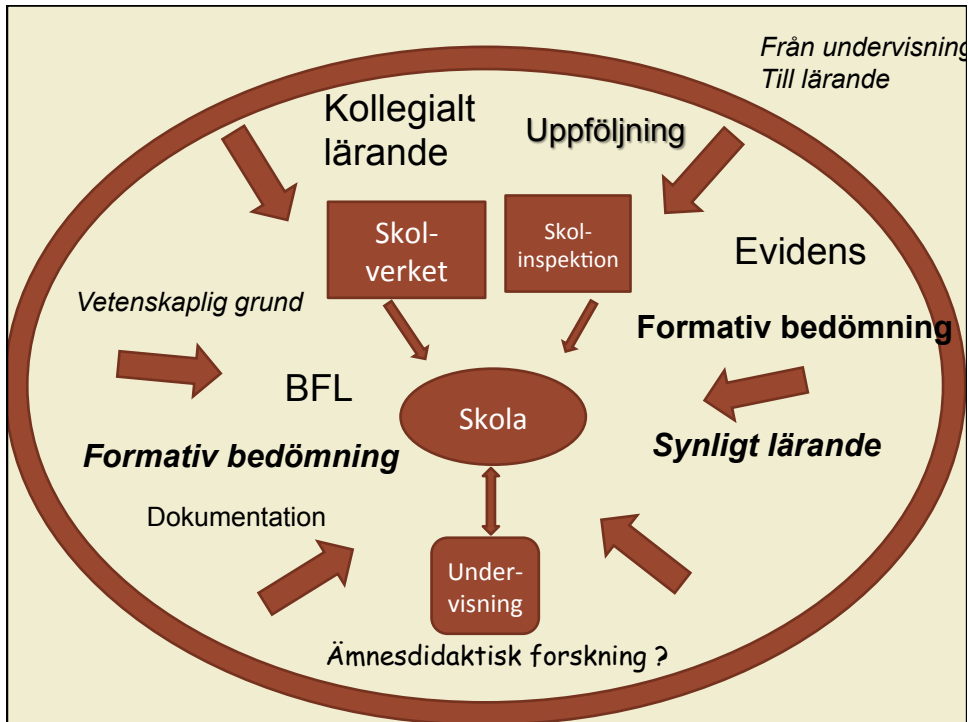 Från undervisning
Till lärande
Kollegialt
lärande
Uppföljning
Skol-
verket
Skol-
inspektion
Evidens
Vetenskaplig grund
Formativ bedömning
BFL
Skola
Formativ bedömning
Synligt lärande
Dokumentation
Under-
visning
Ämnesdidaktisk forskning ?